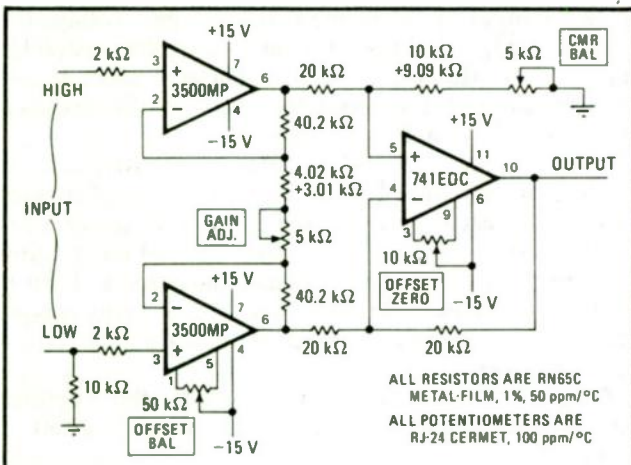 +15 V
2 kΩ
3
+
7
3500MP
6
2
−
4
−15 V
HIGH
INPUT
LOW
20 kΩ
10 kΩ
+9.09 kΩ
5 kΩ
CMR
BAL
40.2 kΩ
4.02 kΩ
+3.01 kΩ
GAIN
ADJ.
5 kΩ
40.2 kΩ
+15 V
5
+
11
741EDC
10
OUTPUT
4
−
9
6
3
10 kΩ
−15 V
OFFSET
ZERO
+15 V
2
−
7
3500MP
6
2 kΩ
3
+
5
4
1
10 kΩ
50 kΩ
−15 V
OFFSET
BAL
20 kΩ
20 kΩ
ALL RESISTORS ARE RN65C
METAL-FILM, 1%, 50 ppm/°C
ALL POTENTIOMETERS ARE
RJ-24 CERMET, 100 ppm/°C